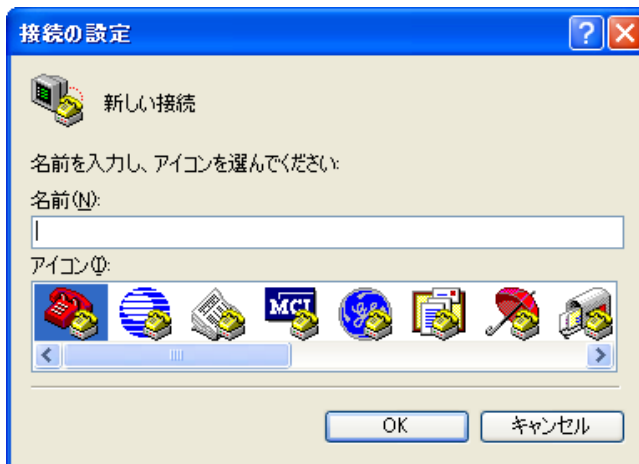 接続の設定
新しい接続
名前を入力し、アイコンを選んでください:
名前(N):
アイコン(I):
MCI
OK
キャンセル